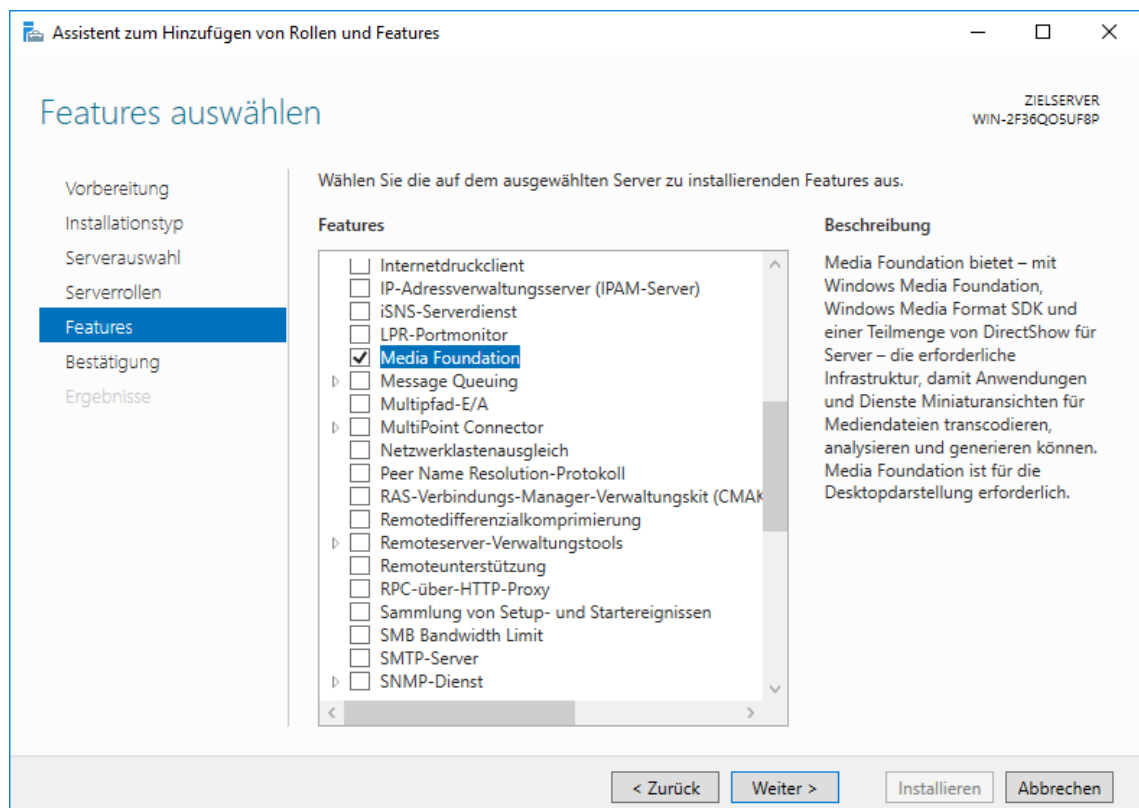 Assistent zum Hinzufügen von Rollen und Features
Features auswählen
ZIELSERVER
WIN-2F36QO5UF8P
Vorbereitung
Installationstyp
Serverauswahl
Serverrollen
Features
Bestätigung
Ergebnisse
Wählen Sie die auf dem ausgewählten Server zu installierenden Features aus.
Features
Internetdruckclient
IP-Adressverwaltungsserver (IPAM-Server)
iSNS-Serverdienst
LPR-Portmonitor
Media Foundation
Message Queuing
Multipfad-E/A
MultiPoint Connector
Netzwerklastenausgleich
Peer Name Resolution-Protokoll
RAS-Verbindungs-Manager-Verwaltungskit (CMAK
Remotedifferenzialkomprimierung
Remoteserver-Verwaltungstools
Remoteunterstützung
RPC-über-HTTP-Proxy
Sammlung von Setup- und Startereignissen
SMB Bandwidth Limit
SMTP-Server
SNMP-Dienst
Beschreibung
Media Foundation bietet – mit
Windows Media Foundation,
Windows Media Format SDK und
einer Teilmenge von DirectShow für
Server – die erforderliche
Infrastruktur, damit Anwendungen
und Dienste Miniaturansichten für
Mediendateien transcodieren,
analysieren und generieren können.
Media Foundation ist für die
Desktopdarstellung erforderlich.
< Zurück
Weiter >
Installieren
Abbrechen